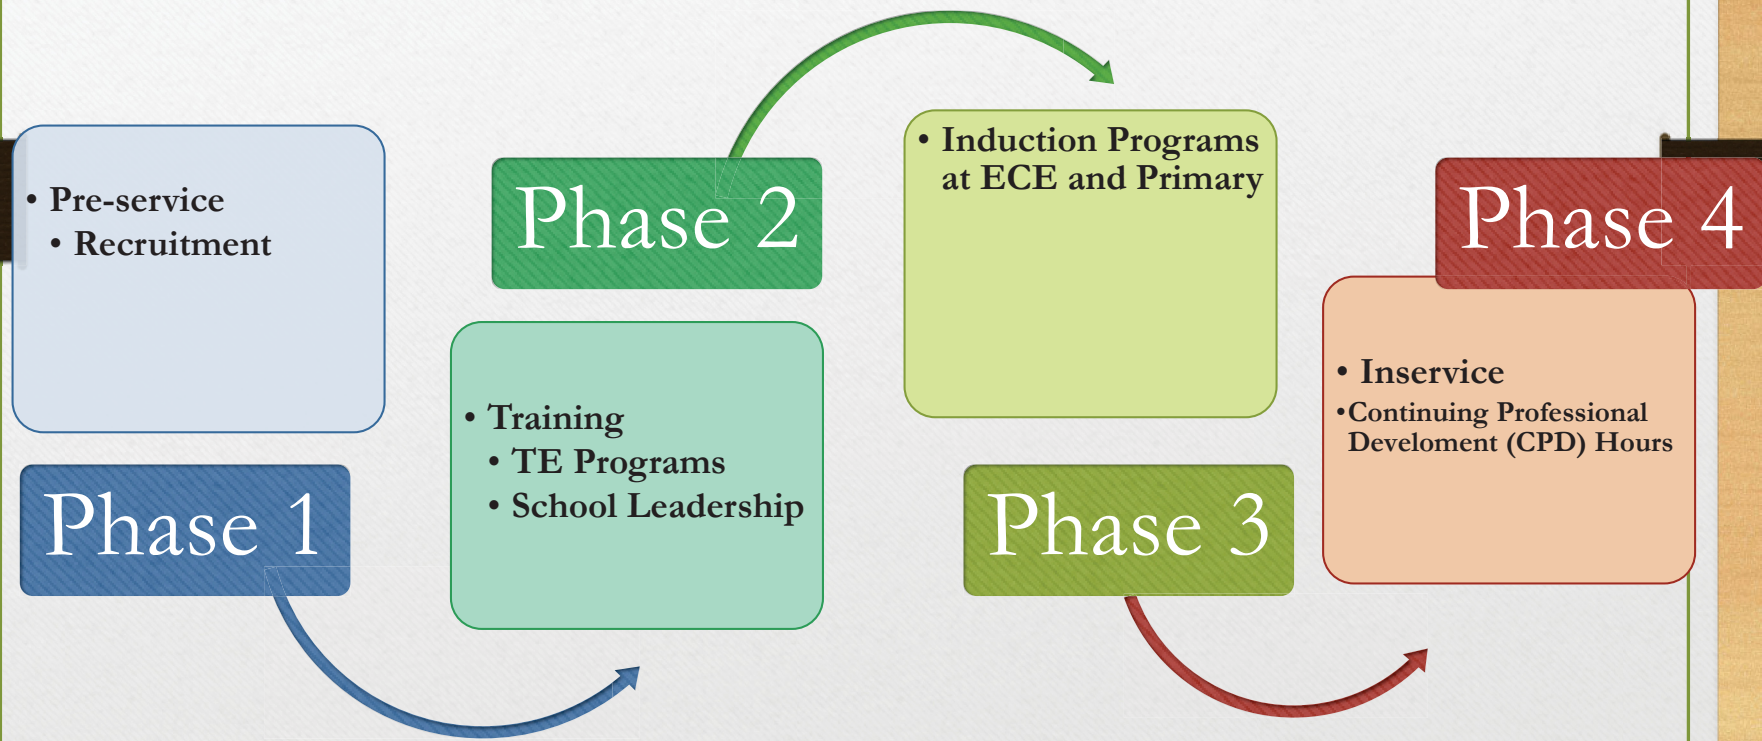 • Pre-service
• Recruitment
Phase 1
Phase 2
• Training
• TE Programs
• School Leadership
• Induction Programs
at ECE and Primary
Phase 3
Phase 4
• Inservice
•Continuing Professional
Develoment (CPD) Hours